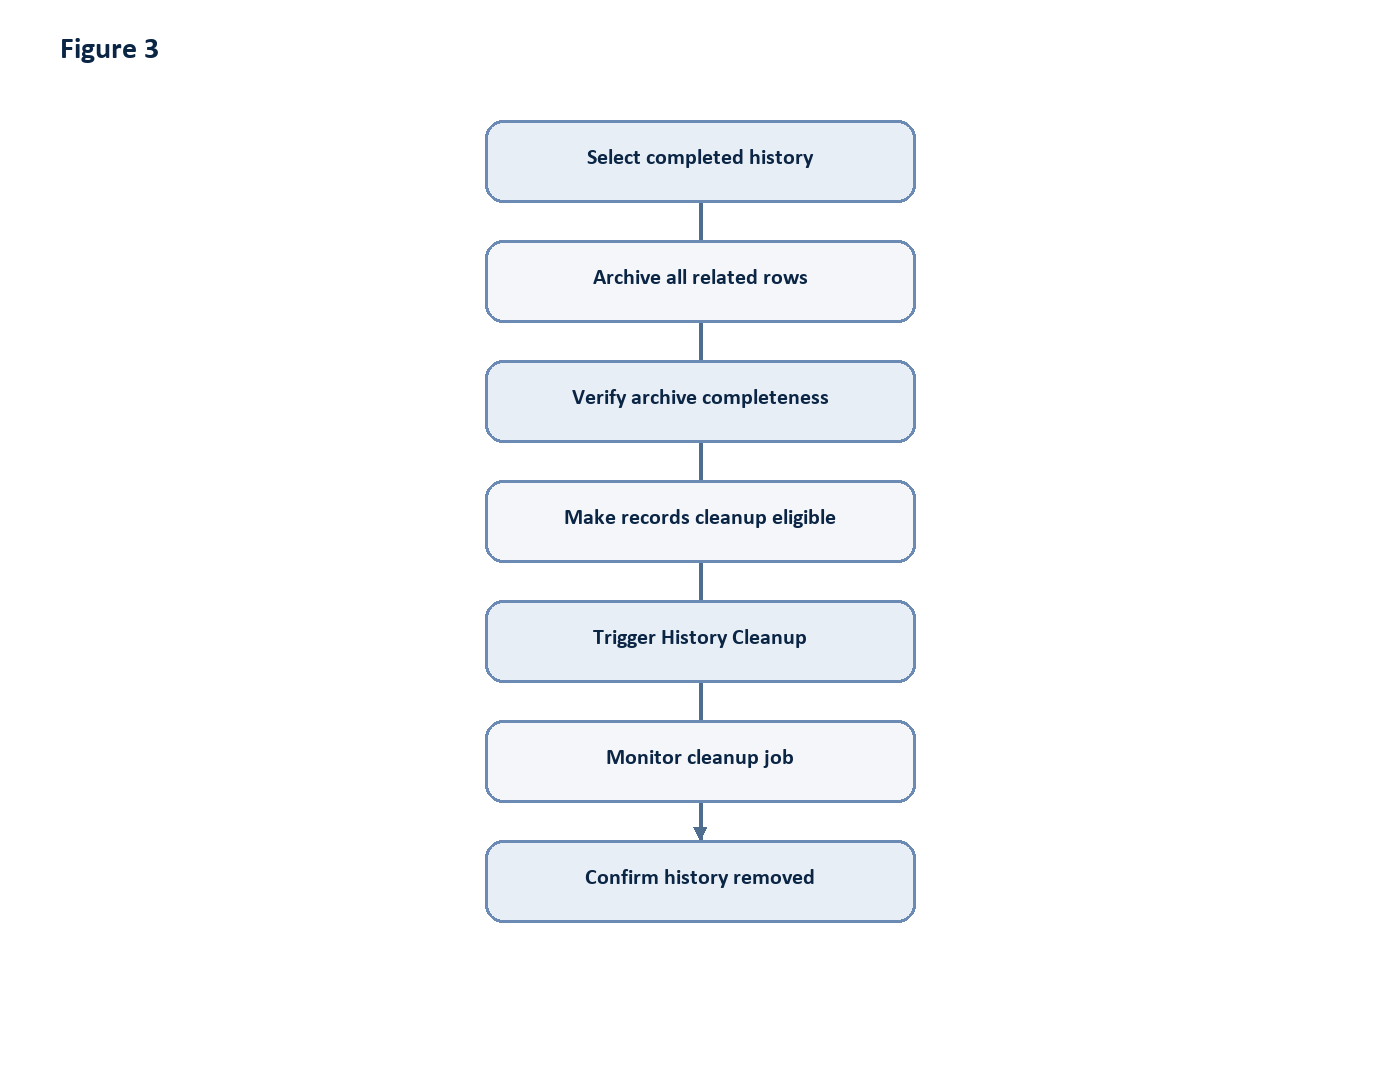 Figure 3
Select completed history
Archive all related rows
Verify archive completeness
Make records cleanup eligible
Trigger History Cleanup
Monitor cleanup job
Confirm history removed